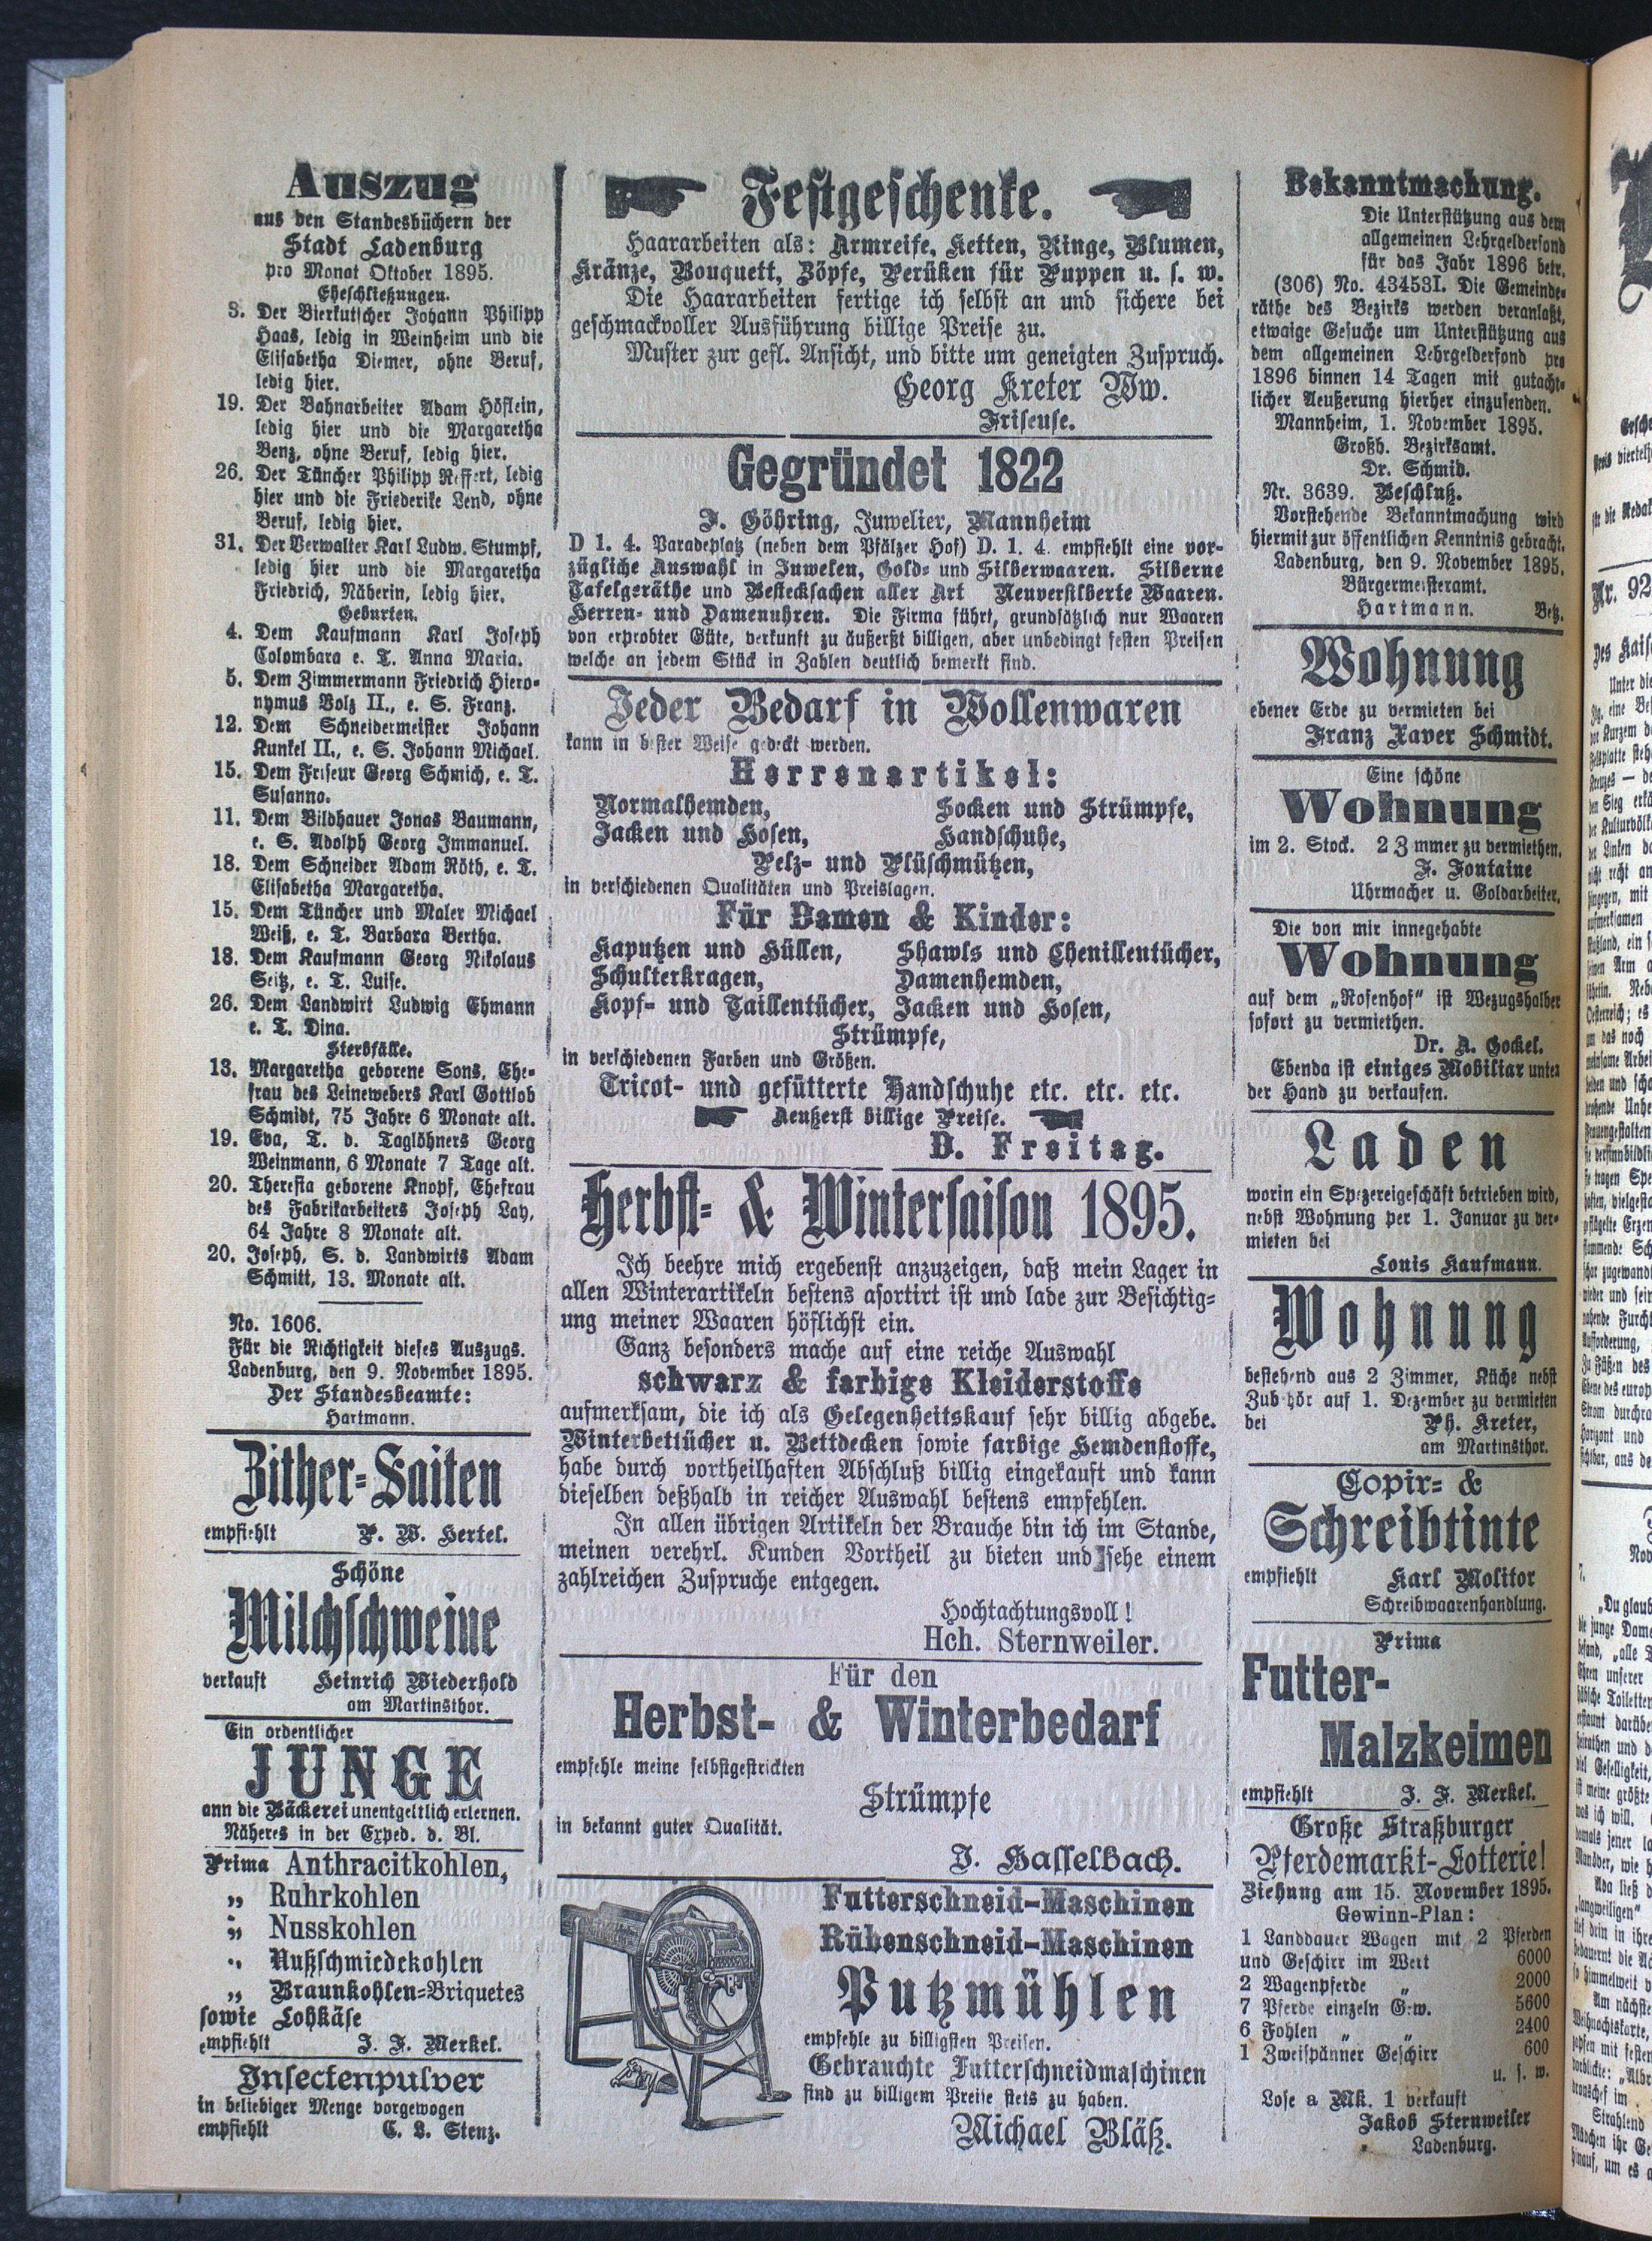 Auszug
aus den Standesbüchern der
Stadt Ladenburg
pro Monat Oktober 1895.
Eheschließungen.
3. Der Bierkutscher Johann Philipp
Haas, ledig in Weinheim und die
Elisabetha Diemer, ohne Beruf,
ledig hier.
19. Der Bahnarbeiter Adam Höflein,
ledig hier und die Margaretha
Benz, ohne Beruf, ledig hier.
26. Der Tüncher Philipp Reffert, ledig
hier und die Friederike Lend, ohne
Beruf, ledig hier.
31. Der Verwalter Karl Ludw. Stumpf,
ledig hier und die Margaretha
Friedrich, Näherin, ledig hier.
Geburten.
4. Dem Kaufmann Karl Joseph
Colombara e. T. Anna Maria.
5. Dem Zimmermann Friedrich Hiero-
nymus Volz II., e. S. Franz.
12. Dem Schneidermeister Johann
Kunkel II., e. S. Johann Michael.
15. Dem Friseur Georg Schmich, e. T.
Susanna.
11. Dem Bildhauer Jonas Baumann,
e. S. Adolph Georg Immanuel.
18. Dem Schneider Adam Röth, e. T.
Elisabetha Margaretha.
15. Dem Tüncher und Maler Michael
Weiß, e. T. Barbara Bertha.
18. Dem Kaufmann Georg Nikolaus
Seitz, e. T. Luise.
26. Dem Landwirt Ludwig Ehmann
e. T. Dina.
Sterbfälle.
13. Margaretha geborene Sons, Ehe-
frau des Leinewebers Karl Gottlob
Schmidt, 75 Jahre 6 Monate alt.
19. Eva, T. d. Taglöhners Georg
Weinmann, 6 Monate 7 Tage alt.
20. Theresia geborene Knopf, Ehefrau
des Fabrikarbeiters Joseph Lay,
64 Jahre 8 Monate alt.
20. Joseph, S. d. Landwirts Adam
Schmitt, 13. Monate alt.
No. 1606.
Für die Richtigkeit dieses Auszugs.
Ladenburg, den 9. November 1895.
Der Standesbeamte:
Hartmann.
Zither-Saiten
empfiehlt P. W. Hertel.
Schöne
Milchschweine
verkauft Heinrich Wiederhold
am Martinsthor.
Ein ordentlicher
JUNGE
ann die Bäckerei unentgeltlich erlernen.
Näheres in der Exped. d. Bl.
Prima Anthracitkohlen,
„ Ruhrkohlen
„ Nusskohlen
„ Nußschmiedekohlen
„ Braunkohlen-Briquetes
sowie Lohkäse
empfiehlt J. F. Merkel.
Insectenpulver
in beliebiger Menge vorgewogen
empfiehlt C. L. Stenz.
Festgeschenke.
Haararbeiten als: Armreife, Ketten, Ringe, Blumen,
Kränze, Bouquett, Zöpfe, Perüken für Puppen u. s. w.
Die Haararbeiten fertige ich selbst an und sichere bei
geschmackvoller Ausführung billige Preise zu.
Muster zur gefl. Ansicht, und bitte um geneigten Zuspruch.
Georg Kreter Ww.
Friseuse.
Gegründet 1822
J. Göhring, Juwelier, Mannheim
D 1. 4. Paradeplatz (neben dem Pfälzer Hof) D. 1. 4. empfiehlt eine vor-
zügliche Auswahl in Juwelen, Gold- und Silberwaaren. Silberne
Tafelgeräthe und Bestecksachen aller Art Neuversilberte Waaren.
Herren- und Damenuhren. Die Firma führt, grundsätzlich nur Waaren
von erprobter Güte, verkunft zu äußerst billigen, aber unbedingt festen Preisen
welche an jedem Stück in Zahlen deutlich bemerkt sind.
Jeder Bedarf in Wollenwaren
kann in bester Weise gedeckt werden.
Herrenartikel:
Normalhemden, Socken und Strümpfe,
Jacken und Hosen, Handschuhe,
Pelz- und Plüschmützen,
in verschiedenen Qualitäten und Preislagen.
Für Damen & Kinder:
Kaputzen und Hüllen, Shawls und Chenillentücher,
Schulterkragen, Damenhemden,
Kopf- und Taillentücher, Jacken und Hosen,
Strümpfe,
in verschiedenen Farben und Größen.
Tricot- und gefütterte Handschuhe etc. etc. etc.
Aeußerst billige Preise.
D. Freitag.
Herbst- & Wintersaison 1895.
Ich beehre mich ergebenst anzuzeigen, daß mein Lager in
allen Winterartikeln bestens asortirt ist und lade zur Besichtig-
ung meiner Waaren höflichst ein.
Ganz besonders mache auf eine reiche Auswahl
schwarz & farbige Kleiderstoffe
aufmerksam, die ich als Gelegenheitskauf sehr billig abgebe.
Winterbettücher u. Bettdecken sowie farbige Hemdenstoffe,
habe durch vortheilhaften Abschluß billig eingekauft und kann
dieselben deßhalb in reicher Auswahl bestens empfehlen.
In allen übrigen Artikeln der Brauche bin ich im Stande,
meinen verehrl. Kunden Vortheil zu bieten und sehe einem
zahlreichen Zuspruche entgegen.
Hochtachtungsvoll!
Hch. Sternweiler.
Für den
Herbst- & Winterbedarf
empfehle meine selbstgestrickten
Strümpfe
in bekannt guter Qualität.
J. Hasselbach.
Futterschneid-Maschinen
Rübenschneid-Maschinen
Putzmühlen
empfehle zu billigsten Preisen.
Gebrauchte Futterschneidmaschinen
sind zu billigem Preise stets zu haben.
Michael Bläß.
Bekanntmachung.
Die Unterstützung aus dem
allgemeinen Lehrgelderfond
für das Jahr 1896 betr.
(306) No. 43453I. Die Gemeinde-
räthe des Bezirks werden veranlaßt,
etwaige Gesuche um Unterstützung aus
dem allgemeinen Lehrgelderfond pro
1896 binnen 14 Tagen mit gutacht-
licher Aeußerung hierher einzusenden.
Mannheim, 1. November 1895.
Großh. Bezirksamt.
Dr. Schmid.
Nr. 3639. Beschluß.
Vorstehende Bekanntmachung wird
hiermit zur öffentlichen Kenntnis gebracht.
Ladenburg, den 9. November 1895.
Bürgermeisteramt.
Hartmann. Betz.
Wohnung
ebener Erde zu vermieten bei
Franz Xaver Schmidt.
Eine schöne
Wohnung
im 2. Stock. 2 Zimmer zu vermiethen.
J. Fontaine
Uhrmacher u. Goldarbeiter.
Die von mir innegehabte
Wohnung
auf dem „Rosenhof“ ist Wezugshalber
sofort zu vermiethen.
Dr. A. Gockel.
Ebenda ist einiges Mobiliar unter
der Hand zu verkaufen.
Laden
worin ein Spezereigeschäft betrieben wird,
nebst Wohnung per 1. Januar zu ver-
mieten bei
Louis Kaufmann.
Wohnung
bestehend aus 2 Zimmer, Küche nebst
Zubehör auf 1. Dezember zu vermieten
bei Ph. Kreter,
am Martinsthor.
Copir- &
Schreibtinte
empfiehlt Karl Molitor
Schreibwaarenhandlung.
Prima
Futter-
Malzkeimen
empfiehlt J. F. Merkel.
Große Straßburger
Pferdemarkt-Lotterie!
Ziehung am 15. November 1895.
Gewinn-Plan:
1 Landdauer Wagen mit 2 Pferden
und Geschirr im Wert 6000
2 Wagenpferde „ 2000
7 Pferde einzeln Gew. 5600
6 Fohlen „ „ 2400
1 Zweispänner Geschirr 600
u. s. w.
Lose a Mk. 1 verkauft
Jakob Sternweiler
Ladenburg.
Nr. 92